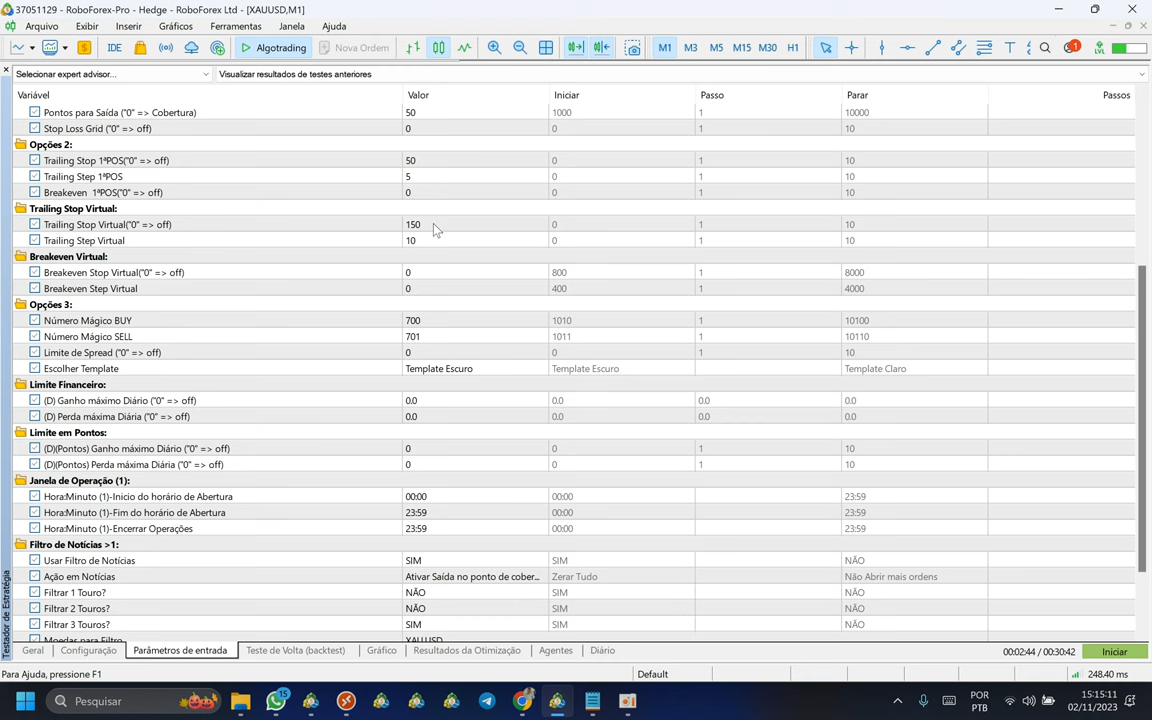 37051129 - RoboForex-Pro - Hedge - RoboForex Ltd - [XAUUSD,M1]
Arquivo Exibir Inserir Gráficos Ferramentas Janela Ajuda
IDE Algotrading Nova Ordem M1 M3 M5 M15 M30 H1 T 1 LVL
Selecionar expert advisor... Visualizar resultados de testes anteriores
Variável Valor Iniciar Passo Parar Passos
Pontos para Saída ("0" => Cobertura) 50 1000 1 10000
Stop Loss Grid ("0" => off) 0 0 1 10
Opções 2:
Trailing Stop 1ªPOS("0" => off) 50 0 1 10
Trailing Step 1ªPOS 5 0 1 10
Breakeven 1ªPOS("0" => off) 0 0 1 10
Trailing Stop Virtual:
Trailing Stop Virtual("0" => off) 150 0 1 10
Trailing Step Virtual 10 0 1 10
Breakeven Virtual:
Breakeven Stop Virtual("0" => off) 0 800 1 8000
Breakeven Step Virtual 0 400 1 4000
Opções 3:
Número Mágico BUY 700 1010 1 10100
Número Mágico SELL 701 1011 1 10110
Limite de Spread ("0" => off) 0 0 1 10
Escolher Template Template Escuro Template Escuro Template Claro
Limite Financeiro:
(D) Ganho máximo Diário ("0" => off) 0.0 0.0 0.0 0.0
(D) Perda máxima Diária ("0" => off) 0.0 0.0 0.0 0.0
Limite em Pontos:
(D)(Pontos) Ganho máximo Diário ("0" => off) 0 0 1 10
(D)(Pontos) Perda máxima Diária ("0" => off) 0 0 1 10
Janela de Operação (1):
Hora:Minuto (1)-Inicio do horário de Abertura 00:00 00:00 23:59
Hora:Minuto (1)-Fim do horário de Abertura 23:59 00:00 23:59
Hora:Minuto (1)-Encerrar Operações 23:59 00:00 23:59
Filtro de Notícias >1:
Usar Filtro de Notícias SIM SIM NÃO
Ação em Notícias Ativar Saída no ponto de cober... Zerar Tudo Não Abrir mais ordens
Filtrar 1 Touro? NÃO SIM NÃO
Filtrar 2 Touros? NÃO SIM NÃO
Filtrar 3 Touros? SIM SIM NÃO
Moedas para Filtro XAUUSD
Testador de Estratégia
Geral Configuração Parâmetros de entrada Teste de Volta (backtest) Gráfico Resultados da Otimização Agentes Diário 00:02:44 / 00:30:42 Iniciar
Para Ajuda, pressione F1 Default 248.40 ms
Pesquisar 15 POR PTB 15:15:11 02/11/2023